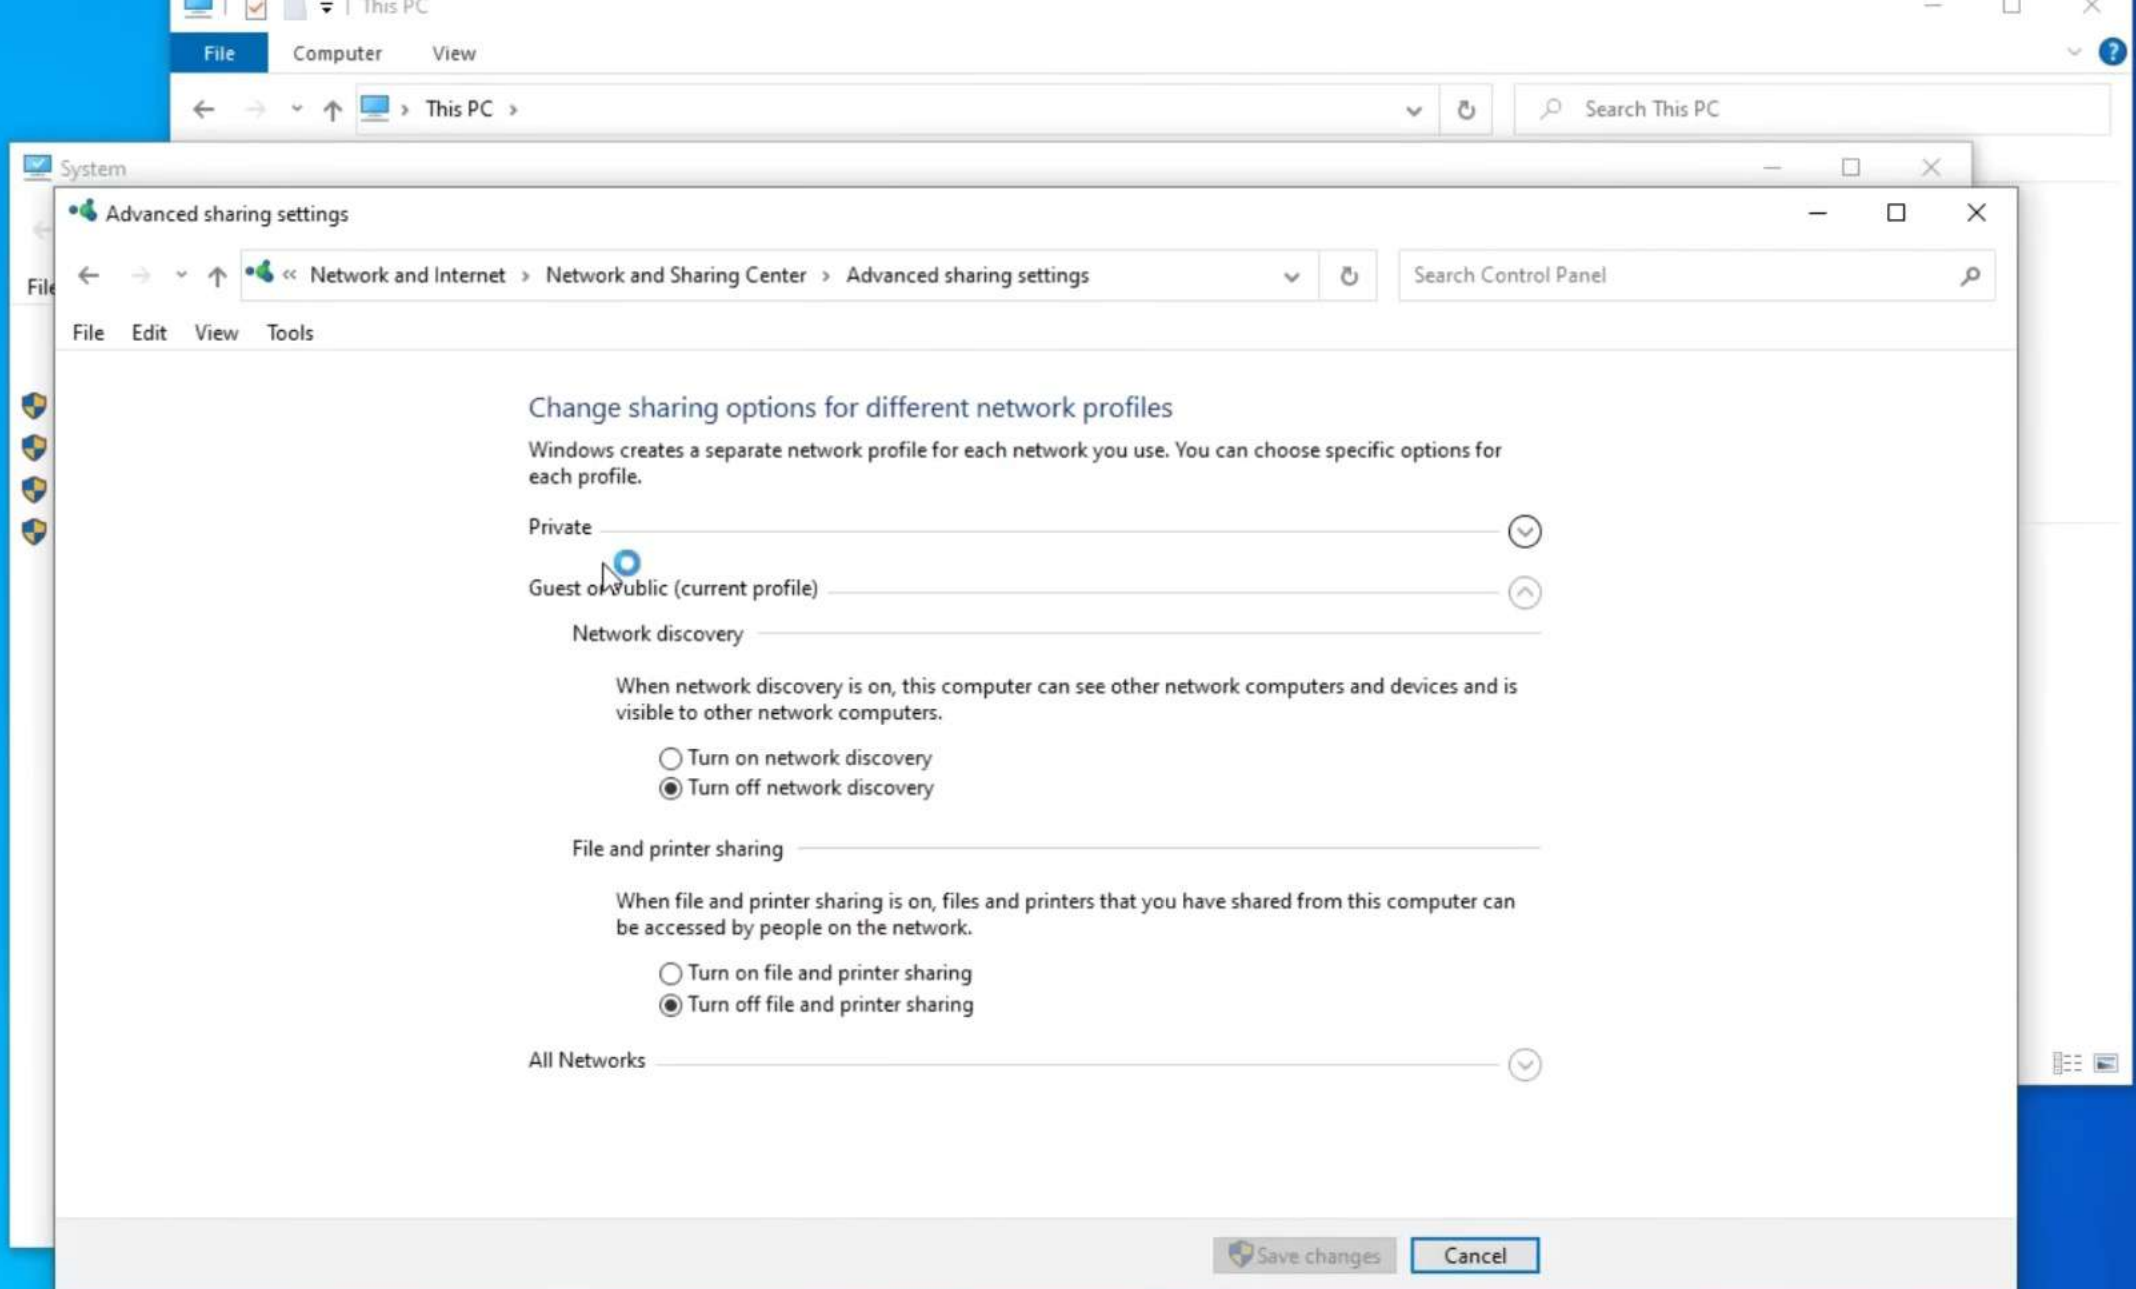 This PC
File Computer View
This PC
Search This PC
System
Advanced sharing settings
Network and Internet Network and Sharing Center Advanced sharing settings
Search Control Panel
File
File Edit View Tools
Change sharing options for different network profiles
Windows creates a separate network profile for each network you use. You can choose specific options for
each profile.
Private
Guest or Public (current profile)
Network discovery
When network discovery is on, this computer can see other network computers and devices and is
visible to other network computers.
Turn on network discovery
Turn off network discovery
File and printer sharing
When file and printer sharing is on, files and printers that you have shared from this computer can
be accessed by people on the network.
Turn on file and printer sharing
Turn off file and printer sharing
All Networks
Save changes Cancel